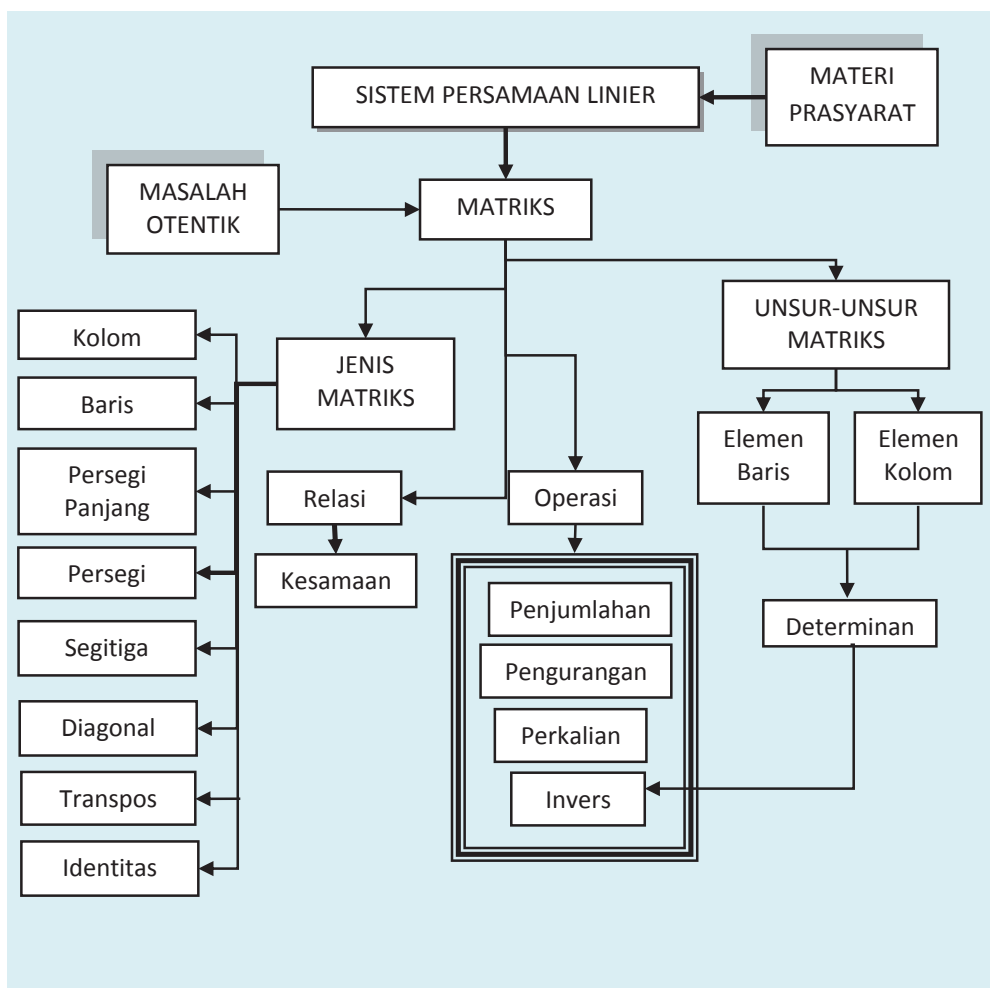 MATERI
PRASYARAT
SISTEM PERSAMAAN LINIER
MASALAH
OTENTIK
MATRIKS
UNSUR-UNSUR
MATRIKS
JENIS
MATRIKS
Kolom
Baris
Persegi
Panjang
Persegi
Segitiga
Diagonal
Transpos
Identitas
Relasi
Kesamaan
Operasi
Penjumlahan
Pengurangan
Perkalian
Invers
Elemen
Baris
Elemen
Kolom
Determinan